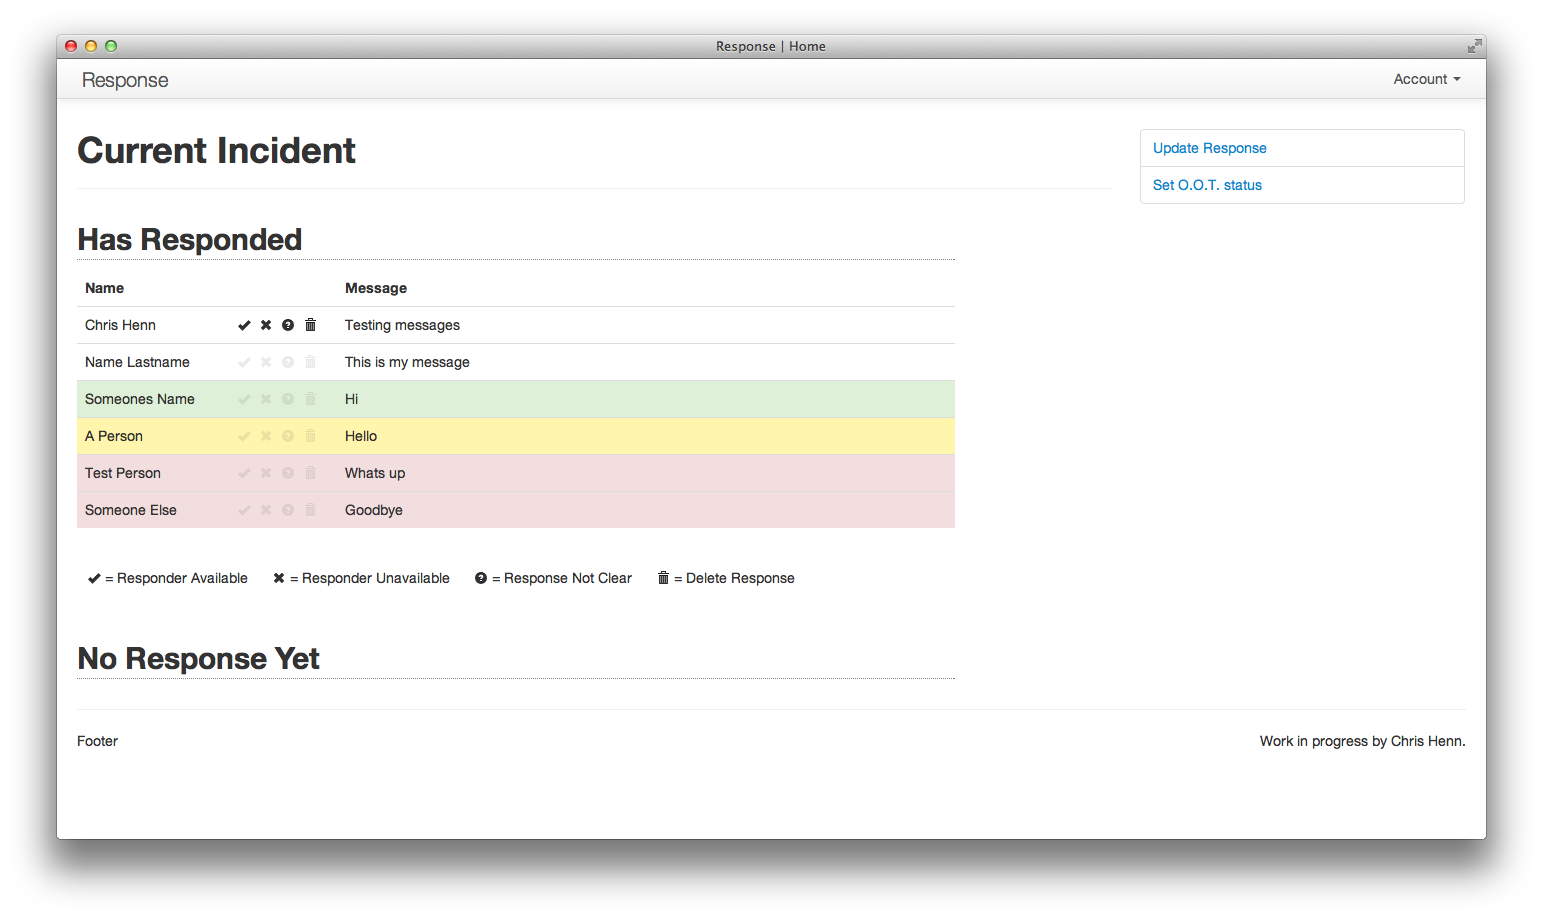 Response | Home
Response
Account
Current Incident
Update Response
Set O.O.T. status
Has Responded
Name Message
Chris Henn Testing messages
Name Lastname This is my message
Someones Name Hi
A Person Hello
Test Person Whats up
Someone Else Goodbye
= Responder Available = Responder Unavailable = Response Not Clear = Delete Response
No Response Yet
Footer
Work in progress by Chris Henn.